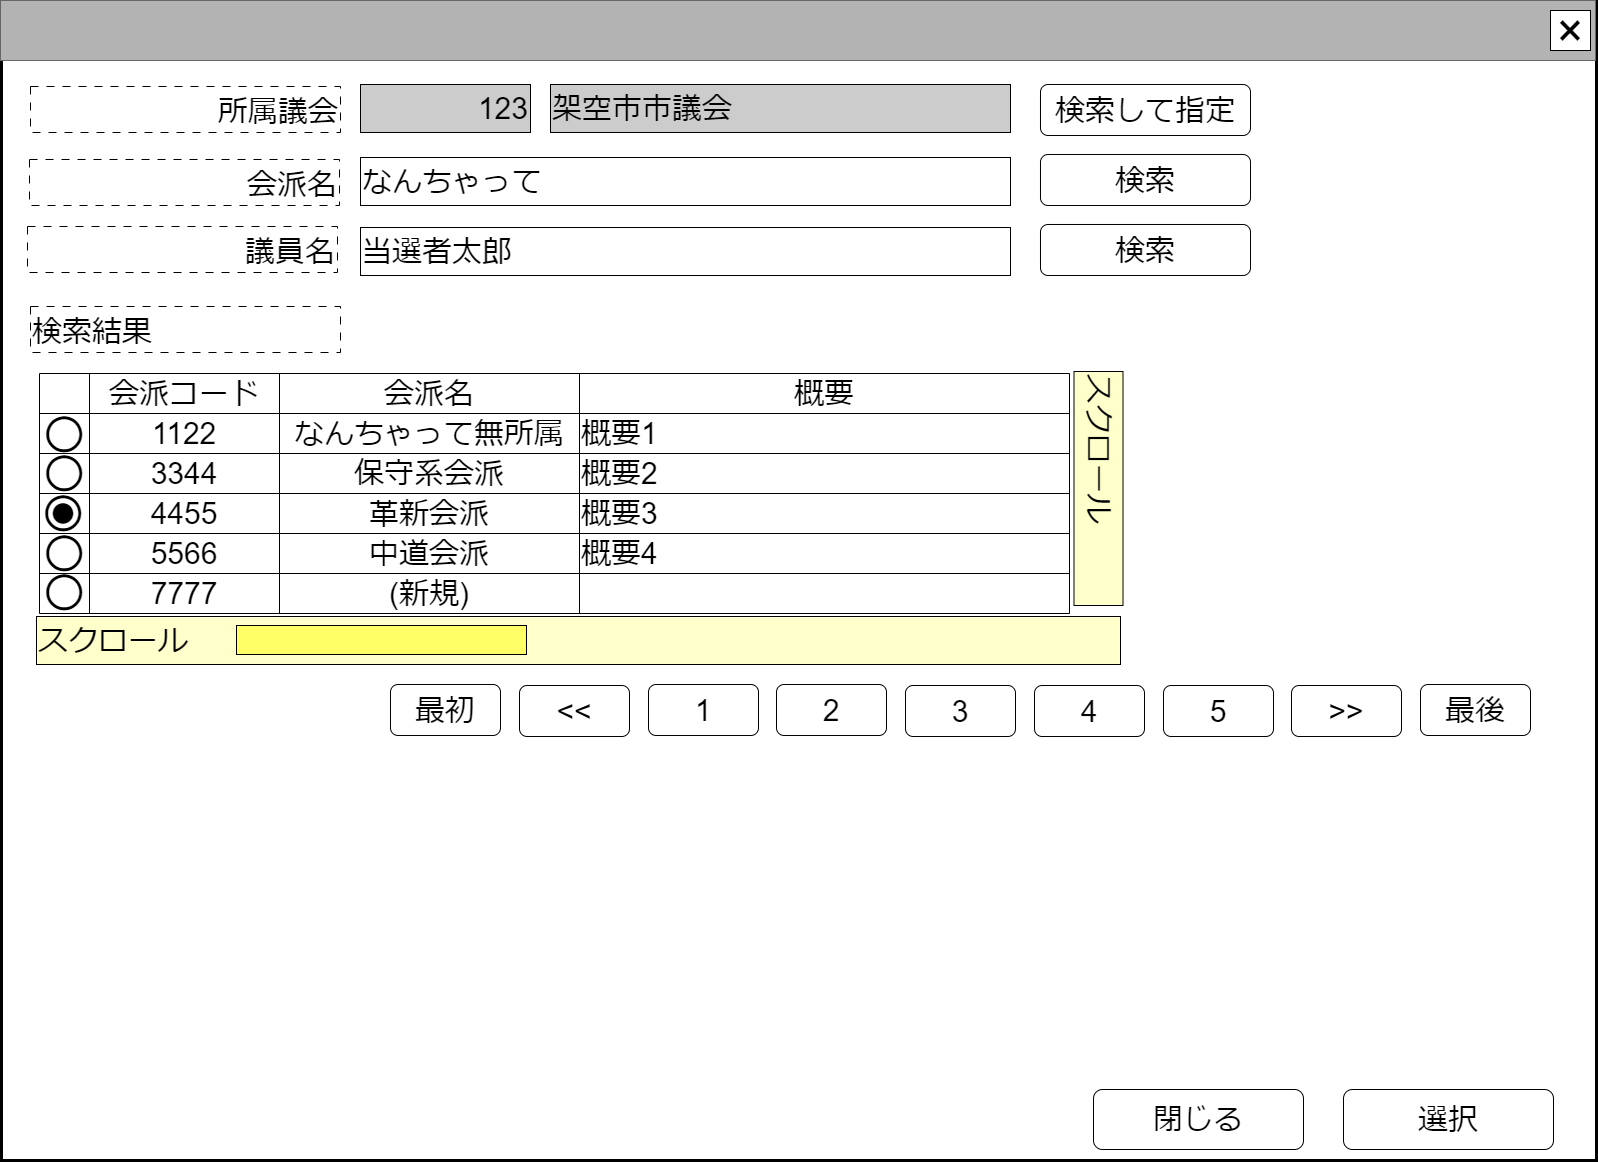 所属議会 123 架空市市議会 検索して指定
会派名 なんちゃって 検索
議員名 当選者太郎 検索
検索結果
会派コード 会派名 概要
1122 なんちゃって無所属 概要1
3344 保守系会派 概要2
4455 革新会派 概要3
5566 中道会派 概要4
7777 (新規)
スクロール
スクロール
最初 << 1 2 3 4 5 >> 最後
閉じる 選択